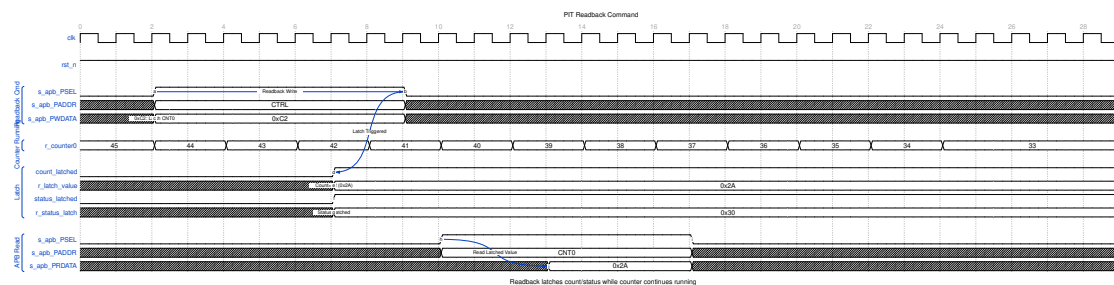 PIT Readback Command
0 2 4 6 8 10 12 14 16 18 20 22 24 26 28
clk
rst_n
Readback Cmd
s_apb_PSEL Readback Write
s_apb_PADDR CTRL
s_apb_PWDATA 0xC2 0xC2
Latch Triggered
r_counter0 45 44 43 42 41 40 39 38 37 36 35 34 33
Latch
count_latched
r_latch_value 0x2A
status_latched
r_status_latch 0x30
APB Read
s_apb_PSEL
s_apb_PADDR Read Latched Value CNT0
s_apb_PRDATA 0x2A
Readback latches count/status while counter continues running